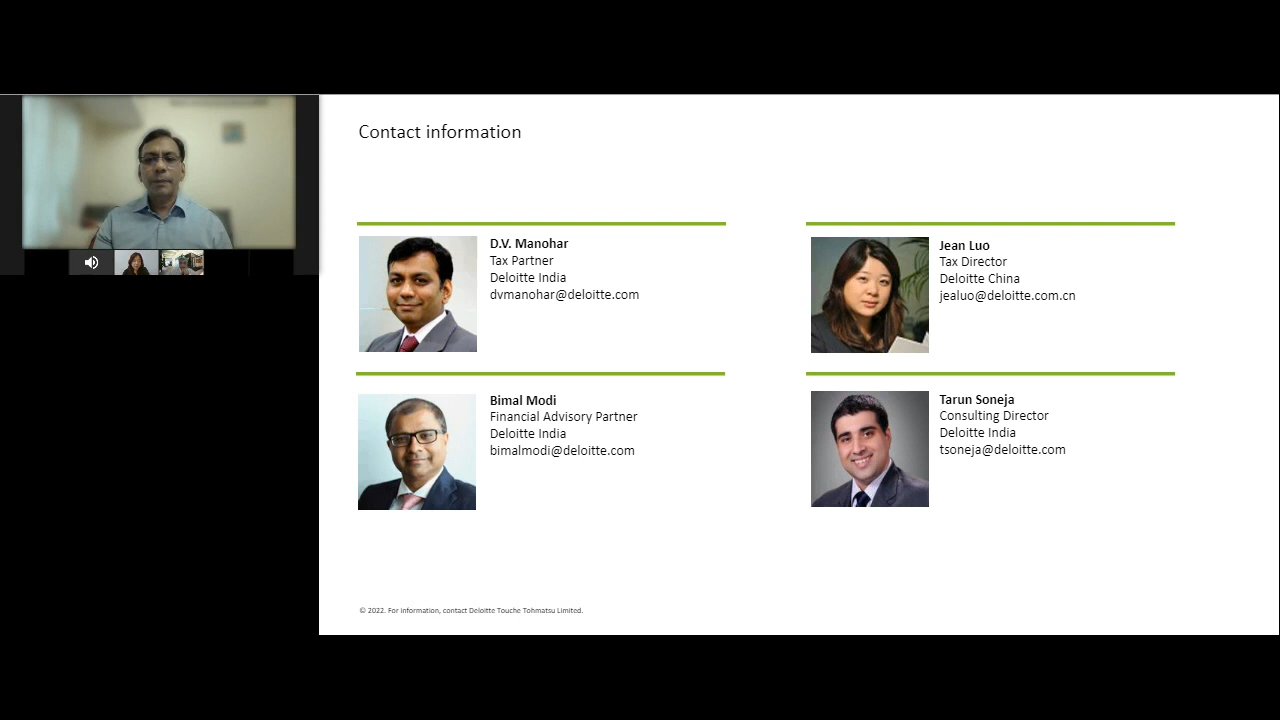 Contact information
D.V. Manohar
Tax Partner
Deloitte India
dvmanohar@deloitte.com
Jean Luo
Tax Director
Deloitte China
jealuo@deloitte.com.cn
Bimal Modi
Financial Advisory Partner
Deloitte India
bimalmodi@deloitte.com
Tarun Soneja
Consulting Director
Deloitte India
tsoneja@deloitte.com
© 2022. For information, contact Deloitte Touche Tohmatsu Limited.